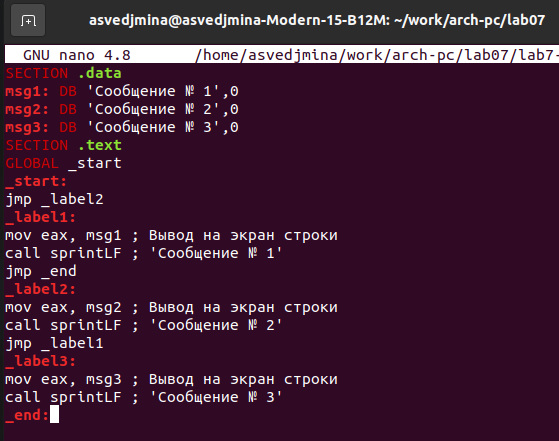 asvedjmina@asvedjmina-Modern-15-B12M: ~/work/arch-pc/lab07
GNU nano 4.8 /home/asvedjmina/work/arch-pc/lab07/lab7-
SECTION .data
msg1: DB 'Сообщение № 1',0
msg2: DB 'Сообщение № 2',0
msg3: DB 'Сообщение № 3',0
SECTION .text
GLOBAL _start
_start:
jmp _label2
_label1:
mov eax, msg1 ; Вывод на экран строки
call sprintLF ; 'Сообщение № 1'
jmp _end
_label2:
mov eax, msg2 ; Вывод на экран строки
call sprintLF ; 'Сообщение № 2'
jmp _label1
_label3:
mov eax, msg3 ; Вывод на экран строки
call sprintLF ; 'Сообщение № 3'
_end: